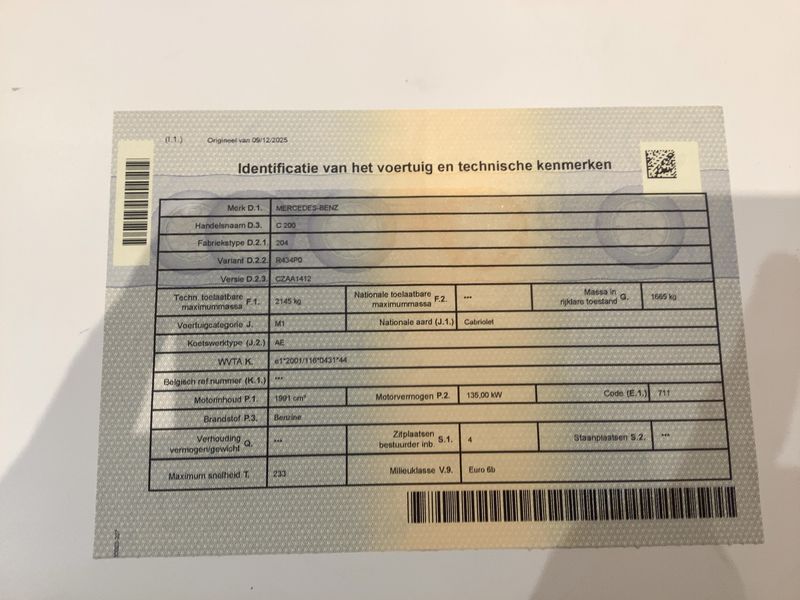 (I.1.) Origineel van 09/12/2025
Identificatie van het voertuig en technische kenmerken
Merk D.1. MERCEDES-BENZ
Handelsnaam D.3. C 200
Fabriekstype D.2.1. 204
Variant D.2.2. R434P0
Versie D.2.3. CZAA1412
Techn. toelaatbare maximummassa F.1. 2145 kg Nationale toelaatbare maximummassa F.2. *** Massa in rijklare toestand G. 1665 kg
Voertuigcategorie J. M1 Nationale aard (J.1.) Cabriolet
Koetswerktype (J.2.) AE
WVTA K. e1*2001/116*0431*44
Belgisch ref.nummer (K.1.) ***
Motorinhoud P.1. 1991 cm³ Motorvermogen P.2. 135,00 kW Code (E.1.) 711
Brandstof P.3. Benzine
Verhouding vermogen/gewicht Q. *** Zitplaatsen bestuurder inb. S.1. 4 Staanplaatsen S.2. ***
Maximum snelheid T. 233 Milieuklasse V.9. Euro 6b